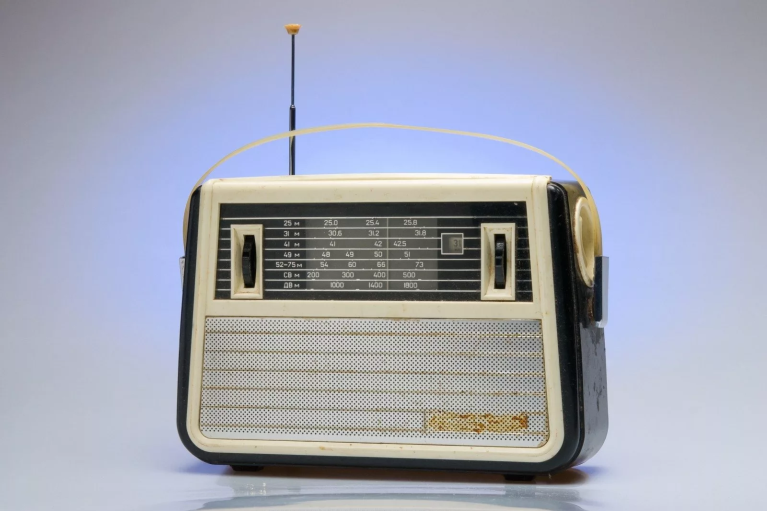 25 м 25.0 25.4 25.8
31 м 30.6 31.2 31.8
41 м 41 42 42.5
49 м 48 49 50 51
52–75 м 54 60 66 73
СВ м 200 300 400 500
ДВ м 1000 1400 1800